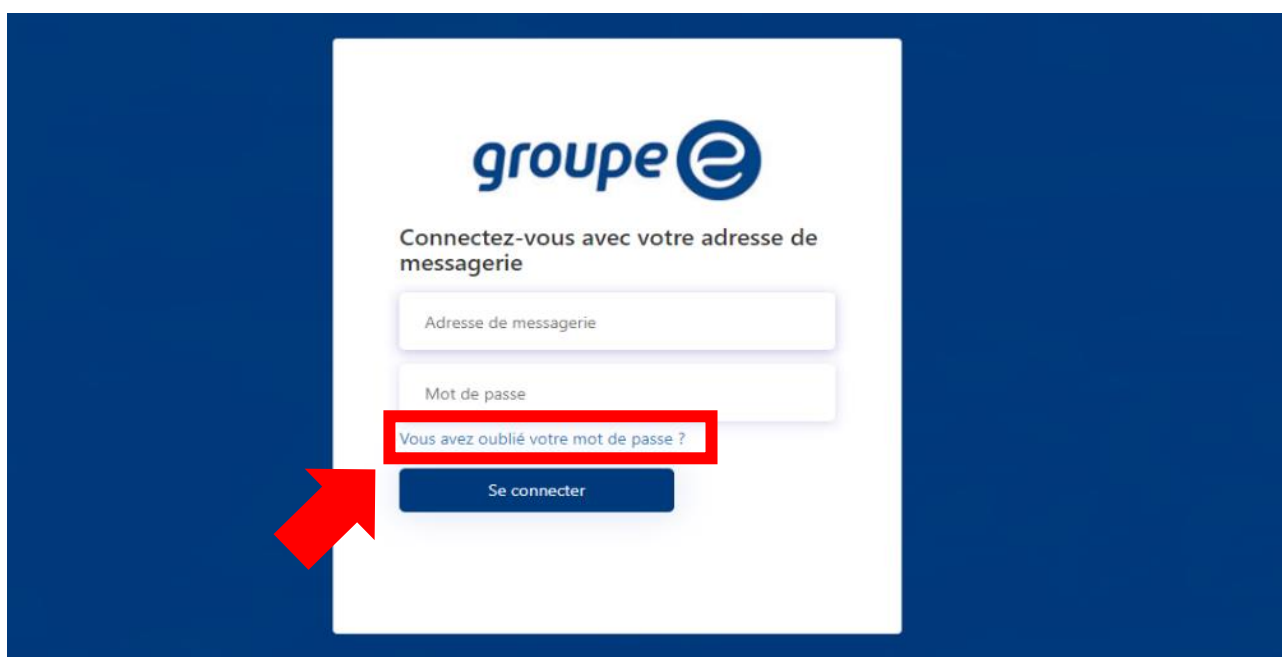 groupe e
Connectez-vous avec votre adresse de
messagerie
Adresse de messagerie
Mot de passe
Vous avez oublié votre mot de passe ?
Se connecter